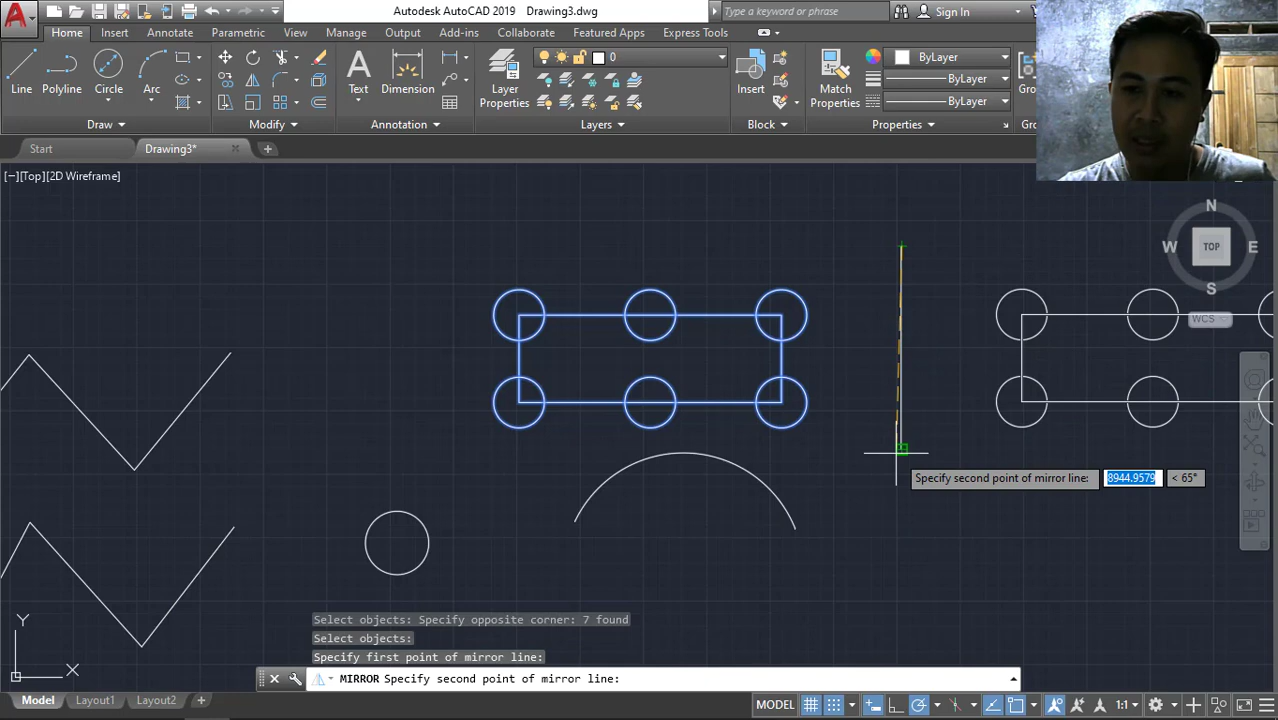 Autodesk AutoCAD 2019 Drawing3.dwg
Type a keyword or phrase
Sign In
Home Insert Annotate Parametric View Manage Output Add-ins Collaborate Featured Apps Express Tools
0
ByLayer
ByLayer
ByLayer
Line Polyline Circle Arc
Text Dimension
Layer Properties
Insert
Match Properties
Draw Modify Annotation Layers Block Properties
Start Drawing3*
[−][Top][2D Wireframe]
N
W TOP E
S
WCS
Specify second point of mirror line: 8944.9579 < 65°
Select objects: Specify opposite corner: 7 found
Select objects:
Specify first point of mirror line:
MIRROR Specify second point of mirror line:
Y
X
Model Layout1 Layout2 +
MODEL 1:1